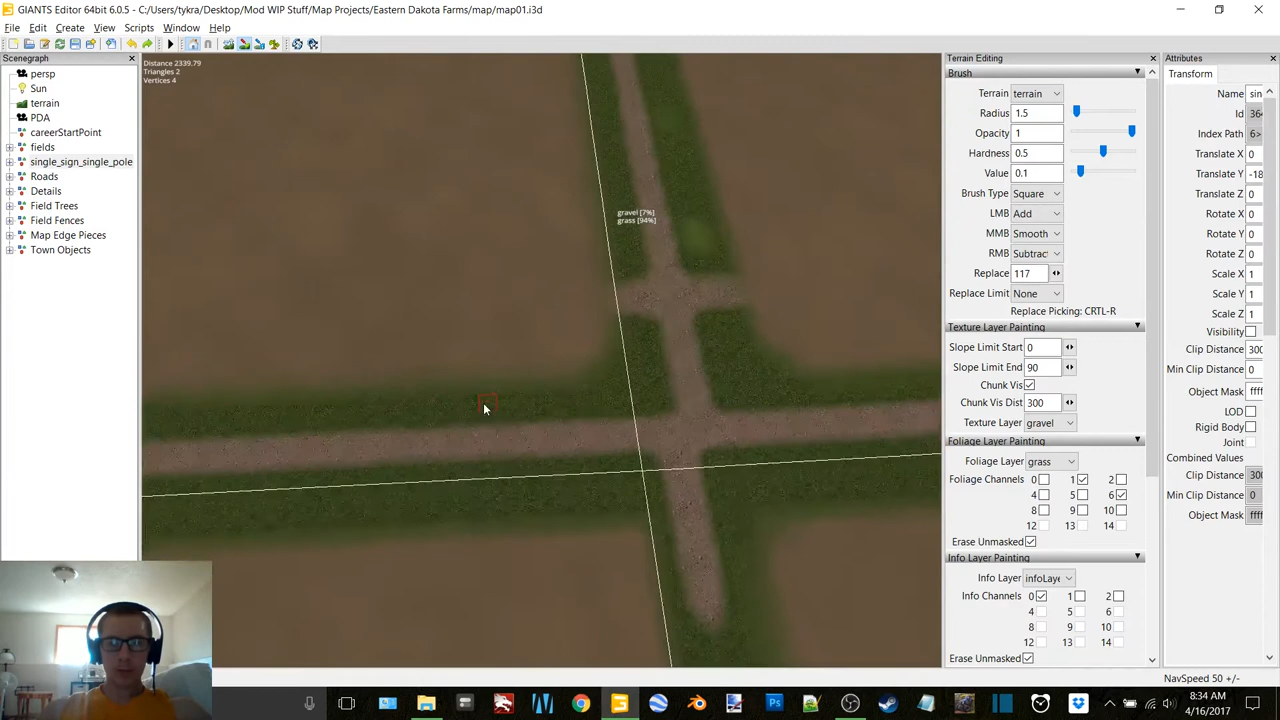 GIANTS Editor 64bit 6.0.5 - C:/Users/tykra/Desktop/Mod WIP Stuff/Map Projects/Eastern Dakota Farms/map/map01.i3d
File Edit Create View Scripts Window Help
Scenegraph
persp
Sun
terrain
PDA
careerStartPoint
fields
single_sign_single_pole
Roads
Details
Field Trees
Field Fences
Map Edge Pieces
Town Objects
Distance 2339.79
Triangles 2
Vertices 4
gravel [7%]
grass [94%]
Terrain Editing
Brush
Terrain terrain
Radius 1.5
Opacity 1
Hardness 0.5
Value 0.1
Brush Type Square
LMB Add
MMB Smooth
RMB Subtract
Replace 117
Replace Limit None
Replace Picking: CRTL-R
Texture Layer Painting
Slope Limit Start 0
Slope Limit End 90
Chunk Vis
Chunk Vis Dist 300
Texture Layer gravel
Foliage Layer Painting
Foliage Layer grass
Foliage Channels 0 1 2
4 5 6
8 9 10
12 13 14
Erase Unmasked
Info Layer Painting
Info Layer infoLaye
Info Channels 0 1 2
4 5 6
8 9 10
12 13 14
Erase Unmasked
Attributes
Transform
Name sin
Id 364
Index Path 6>
Translate X 0
Translate Y -18
Translate Z 0
Rotate X 0
Rotate Y 0
Rotate Z 0
Scale X 1
Scale Y 1
Scale Z 1
Visibility
Clip Distance 300
Min Clip Distance 0
Object Mask ffff
LOD
Rigid Body
Joint
Combined Values
Clip Distance 300
Min Clip Distance 0
Object Mask ffff
NavSpeed 50 +/-
8:34 AM
4/16/2017